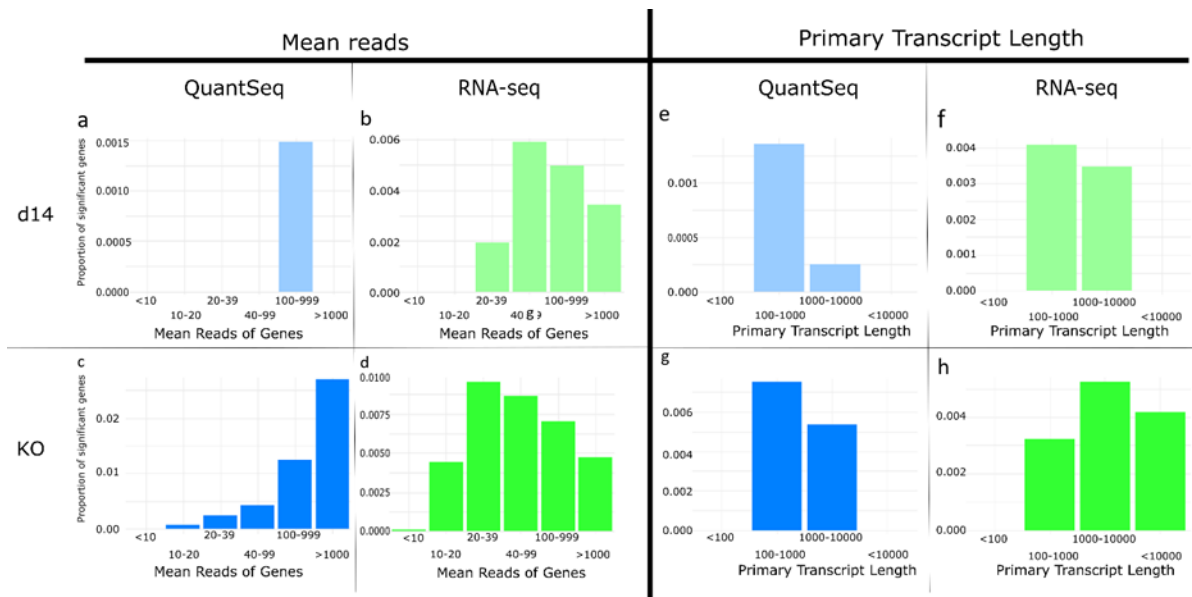 Mean reads
Primary Transcript Length
QuantSeq
RNA-seq
QuantSeq
RNA-seq
d14
a
Proportion of significant genes
0.0015
0.0010
0.0005
0.0000
<10 20-39 100-999
10-20 40-99 >1000
Mean Reads of Genes
b
0.006
0.004
0.002
0.000
<10 20-39 100-999
10-20 40 g 9 >1000
Mean Reads of Genes
e
0.001
0.0005
0.000
<100 1000-10000
100-1000 <10000
Primary Transcript Length
f
0.004
0.003
0.002
0.001
0.000
<100 1000-10000
100-1000 <10000
Primary Transcript Length
KO
c
Proportion of significant genes
0.02
0.01
0.00
<10 20-39 100-999
10-20 40-99 >1000
Mean Reads of Genes
d
0.0100
0.0075
0.0050
0.0025
0.0000
<10 20-39 100-999
10-20 40-99 >1000
Mean Reads of Genes
g
0.006
0.004
0.002
0.000
<100 1000-10000
100-1000 <10000
Primary Transcript Length
h
0.004
0.002
0.000
<100 1000-10000
100-1000 <10000
Primary Transcript Length